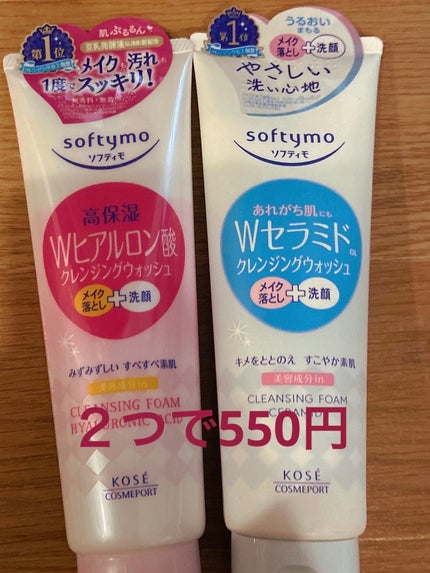 第1位
肌ぷるるん
メイクも汚れも
1度でスッキリ!
softymo
ソフティモ
高保湿
Wヒアルロン酸
クレンジングウォッシュ
メイク落とし+洗顔
みずみずしい すべすべ素肌
美容成分in
CLEANSING FOAM
HYALURONIC ACID
KOSÉ
COSMEPORT
第1位
うるおい
まもる
メイク落とし+洗顔
やさしい
洗い心地
softymo
ソフティモ
あれがち肌にも
Wセラミド
クレンジングウォッシュ
メイク落とし+洗顔
キメをととのえ すこやか素肌
美容成分in
CLEANSING FOAM
CERAMIDE
KOSÉ
COSMEPORT
２つで550円